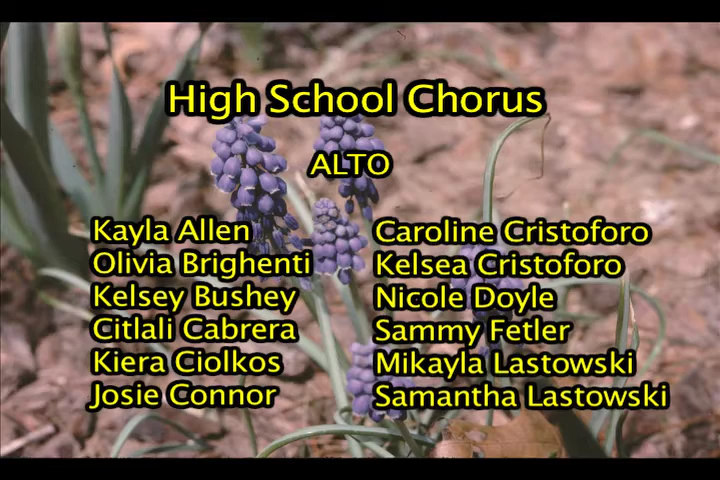 High School Chorus
ALTO
Kayla Allen
Olivia Brighenti
Kelsey Bushey
Citlali Cabrera
Kiera Ciolkos
Josie Connor
Caroline Cristoforo
Kelsea Cristoforo
Nicole Doyle
Sammy Fetler
Mikayla Lastowski
Samantha Lastowski